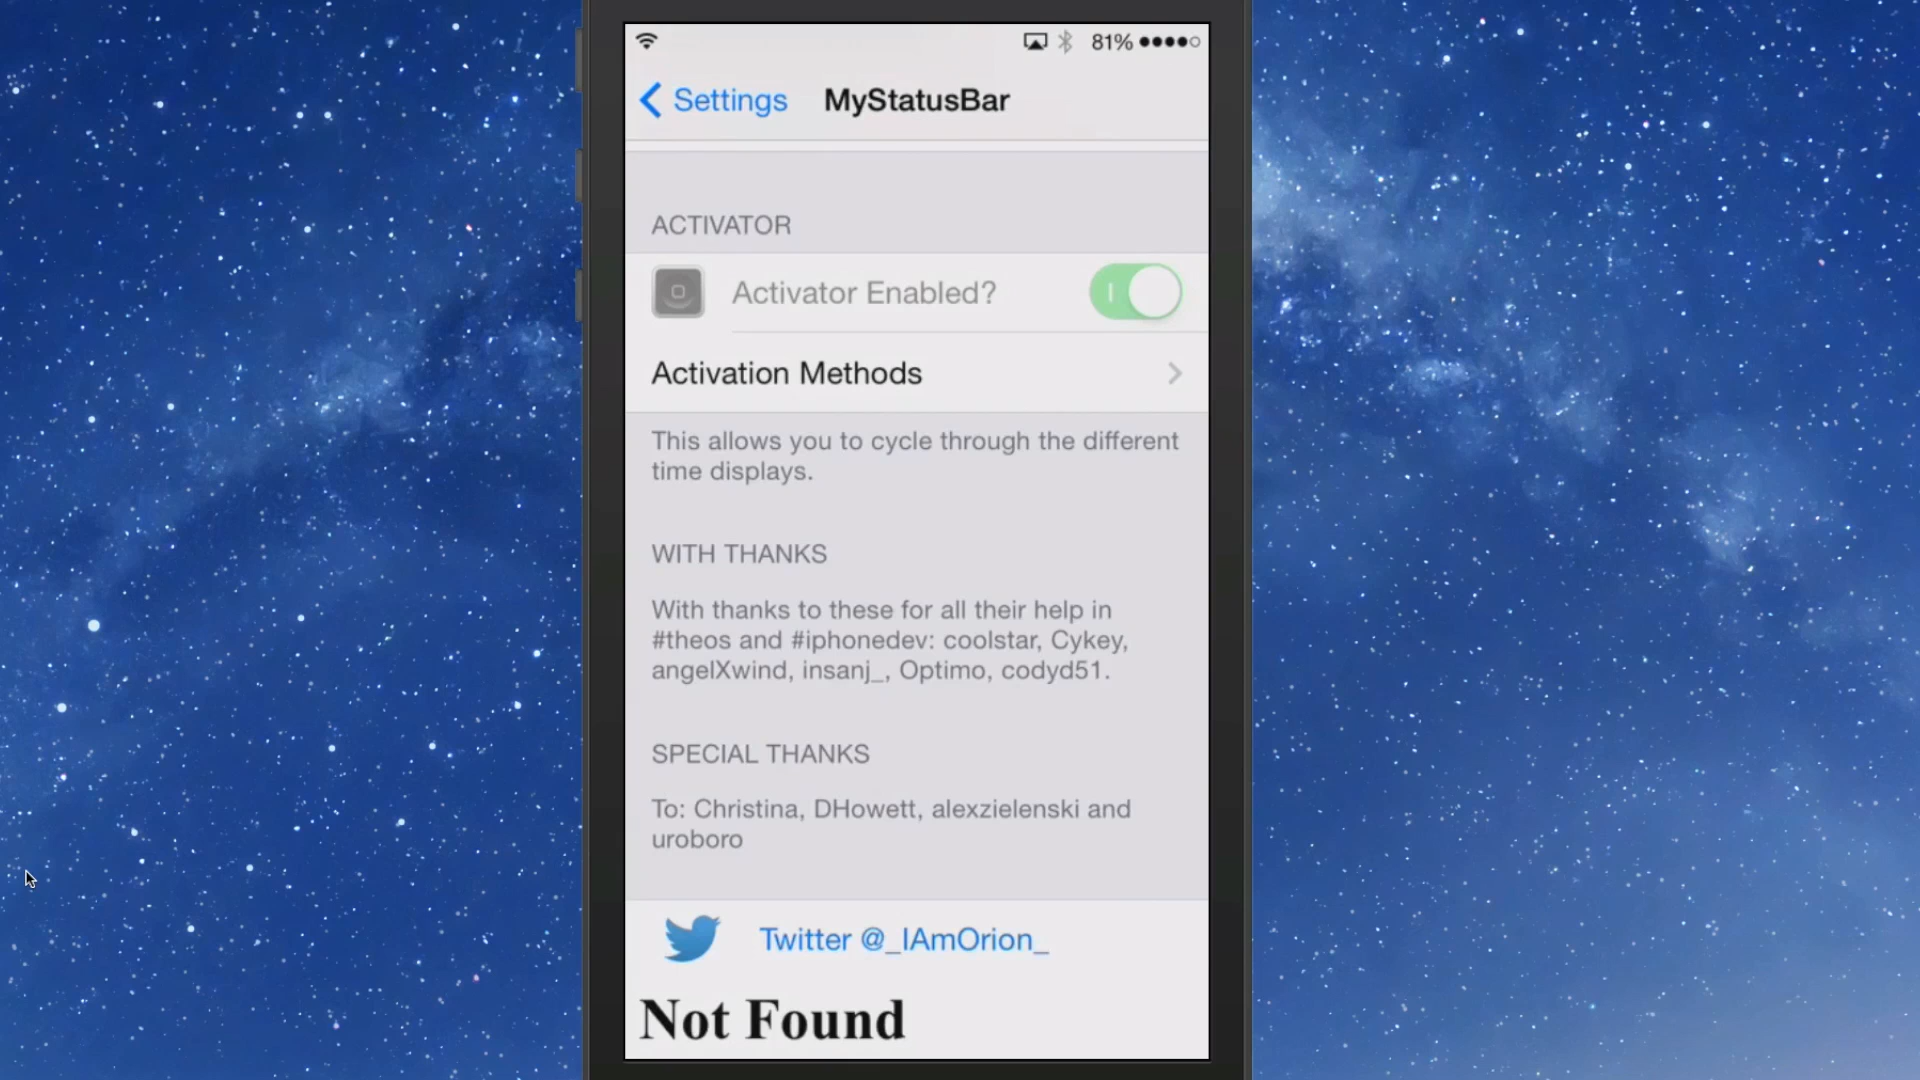 81%
Settings
MyStatusBar
ACTIVATOR
Activator Enabled?
Activation Methods
This allows you to cycle through the different
time displays.
WITH THANKS
With thanks to these for all their help in
#theos and #iphonedev: coolstar, Cykey,
angelXwind, insanj_, Optimo, codyd51.
SPECIAL THANKS
To: Christina, DHowett, alexzielenski and
uroboro
Twitter @_IAmOrion_
Not Found